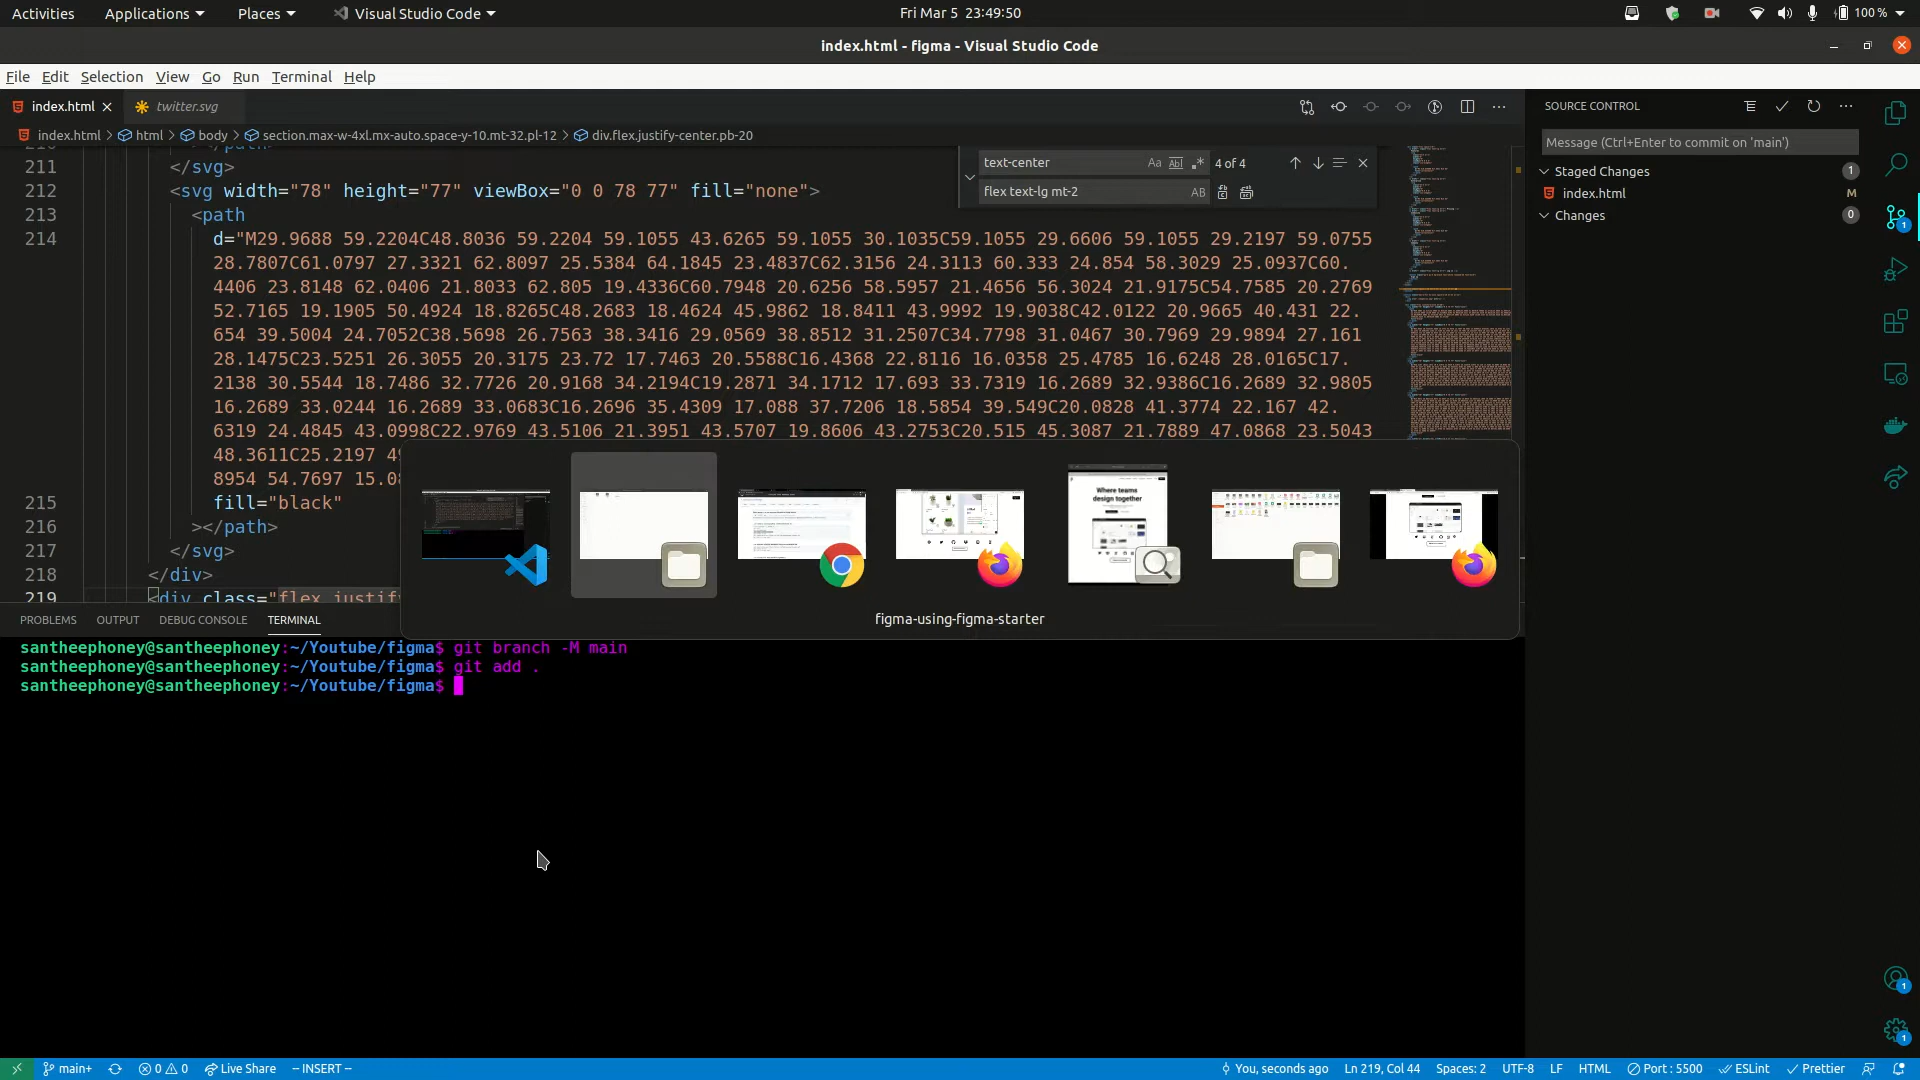 Activities Applications Places Visual Studio Code Fri Mar 5 23:49:50 100 %
index.html - figma - Visual Studio Code
File Edit Selection View Go Run Terminal Help
index.html twitter.svg
index.html > html > body > section.max-w-4xl.mx-auto.space-y-10.mt-32.pl-12 > div.flex.justify-center.pb-20
211 </svg>
212 <svg width="78" height="77" viewBox="0 0 78 77" fill="none">
213 <path
214 d="M29.9688 59.2204C48.8036 59.2204 59.1055 43.6265 59.1055 30.1035C59.1055 29.6606 59.1055 29.2197 59.0755
28.7807C61.0797 27.3321 62.8097 25.5384 64.1845 23.4837C62.3156 24.3113 60.333 24.854 58.3029 25.0937C60.
4406 23.8148 62.0406 21.8033 62.805 19.4336C60.7948 20.6256 58.5957 21.4656 56.3024 21.9175C54.7585 20.2769
52.7165 19.1905 50.4924 18.8265C48.2683 18.4624 45.9862 18.8411 43.9992 19.9038C42.0122 20.9665 40.431 22.
654 39.5004 24.7052C38.5698 26.7563 38.3416 29.0569 38.8512 31.2507C34.7798 31.0467 30.7969 29.9894 27.161
28.1475C23.5251 26.3055 20.3175 23.72 17.7463 20.5588C16.4368 22.8116 16.0358 25.4785 16.6248 28.0165C17.
2138 30.5544 18.7486 32.7726 20.9168 34.2194C19.2871 34.1712 17.693 33.7319 16.2689 32.9386C16.2689 32.9805
16.2689 33.0244 16.2689 33.0683C16.2696 35.4309 17.088 37.7206 18.5854 39.549C20.0828 41.3774 22.167 42.
6319 24.4845 43.0998C22.9769 43.5106 21.3951 43.5707 19.8606 43.2753C20.515 45.3087 21.7889 47.0868 23.5043
48.3611C25.2197
8954 54.7697
215 fill="black"
216 ></path>
217 </svg>
218 </div>
219 <div class="flex justify
text-center Aa Abl .* 4 of 4
flex text-lg mt-2 AB
figma-using-figma-starter
PROBLEMS OUTPUT DEBUG CONSOLE TERMINAL
santheephoney@santheephoney:~/Youtube/figma$ git branch -M main
santheephoney@santheephoney:~/Youtube/figma$ git add .
santheephoney@santheephoney:~/Youtube/figma$
SOURCE CONTROL
Message (Ctrl+Enter to commit on 'main')
Staged Changes 1
index.html M
Changes 0
main+ 0 0 Live Share -- INSERT -- You, seconds ago Ln 219, Col 44 Spaces: 2 UTF-8 LF HTML Port : 5500 ESLint Prettier